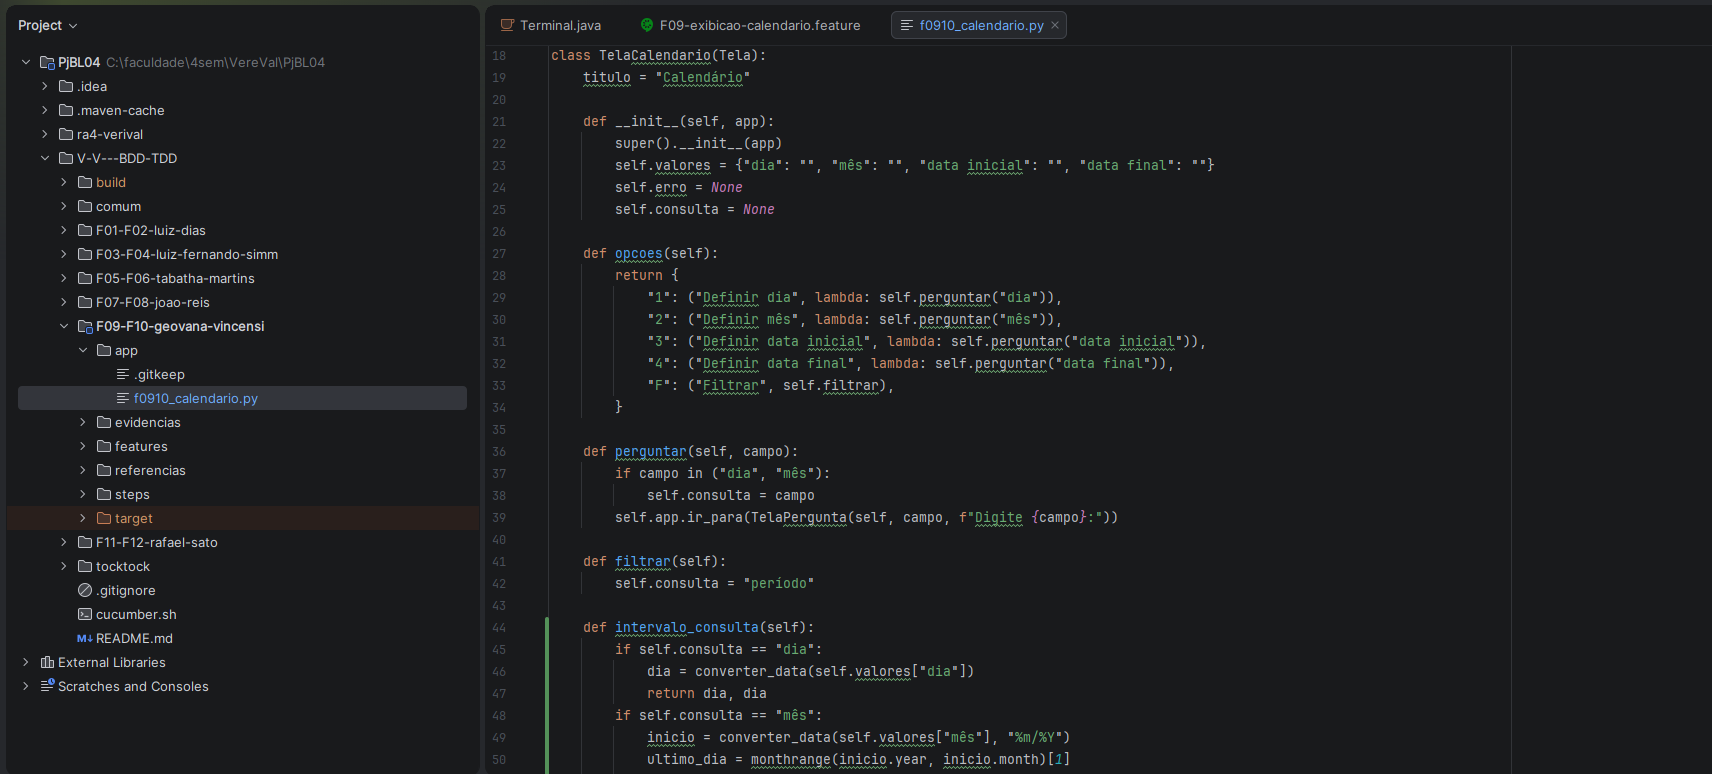 Project
PjBL04 C:\faculdade\4sem\VereVal\PjBL04
.idea
.maven-cache
ra4-verival
V-V---BDD-TDD
build
comum
F01-F02-luiz-dias
F03-F04-luiz-fernando-simm
F05-F06-tabatha-martins
F07-F08-joao-reis
F09-F10-geovana-vincensi
app
.gitkeep
f0910_calendario.py
evidencias
features
referencias
steps
target
F11-F12-rafael-sato
tocktock
.gitignore
cucumber.sh
M↓ README.md
External Libraries
Scratches and Consoles
Terminal.java F09-exibicao-calendario.feature f0910_calendario.py
18 class TelaCalendario(Tela):
19 titulo = "Calendário"
20
21 def __init__(self, app):
22 super().__init__(app)
23 self.valores = {"dia": "", "mês": "", "data inicial": "", "data final": ""}
24 self.erro = None
25 self.consulta = None
26
27 def opcoes(self):
28 return {
29 "1": ("Definir dia", lambda: self.perguntar("dia")),
30 "2": ("Definir mês", lambda: self.perguntar("mês")),
31 "3": ("Definir data inicial", lambda: self.perguntar("data inicial")),
32 "4": ("Definir data final", lambda: self.perguntar("data final")),
33 "F": ("Filtrar", self.filtrar),
34 }
35
36 def perguntar(self, campo):
37 if campo in ("dia", "mês"):
38 self.consulta = campo
39 self.app.ir_para(TelaPergunta(self, campo, f"Digite {campo}:"))
40
41 def filtrar(self):
42 self.consulta = "período"
43
44 def intervalo_consulta(self):
45 if self.consulta == "dia":
46 dia = converter_data(self.valores["dia"])
47 return dia, dia
48 if self.consulta == "mês":
49 inicio = converter_data(self.valores["mês"], "%m/%Y")
50 ultimo_dia = monthrange(inicio.year, inicio.month)[1]